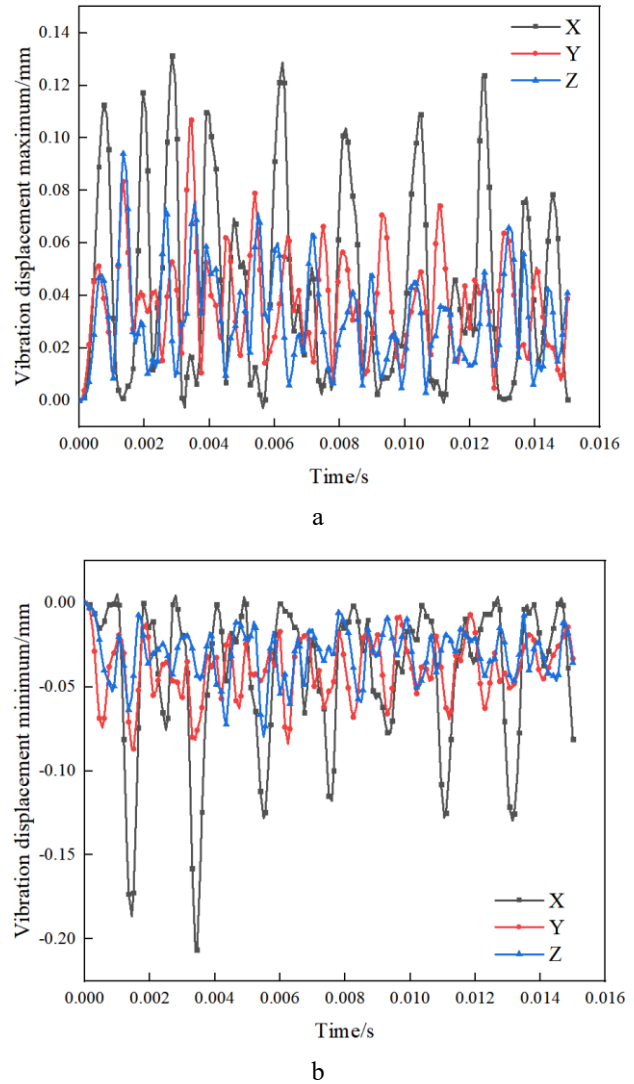 Vibration displacement maximum/mm
0.14
0.12
0.10
0.08
0.06
0.04
0.02
0.00
X
Y
Z
0.000 0.002 0.004 0.006 0.008 0.010 0.012 0.014 0.016
Time/s
a
Vibration displacement minimum/mm
0.00
-0.05
-0.10
-0.15
-0.20
X
Y
Z
0.000 0.002 0.004 0.006 0.008 0.010 0.012 0.014 0.016
Time/s
b